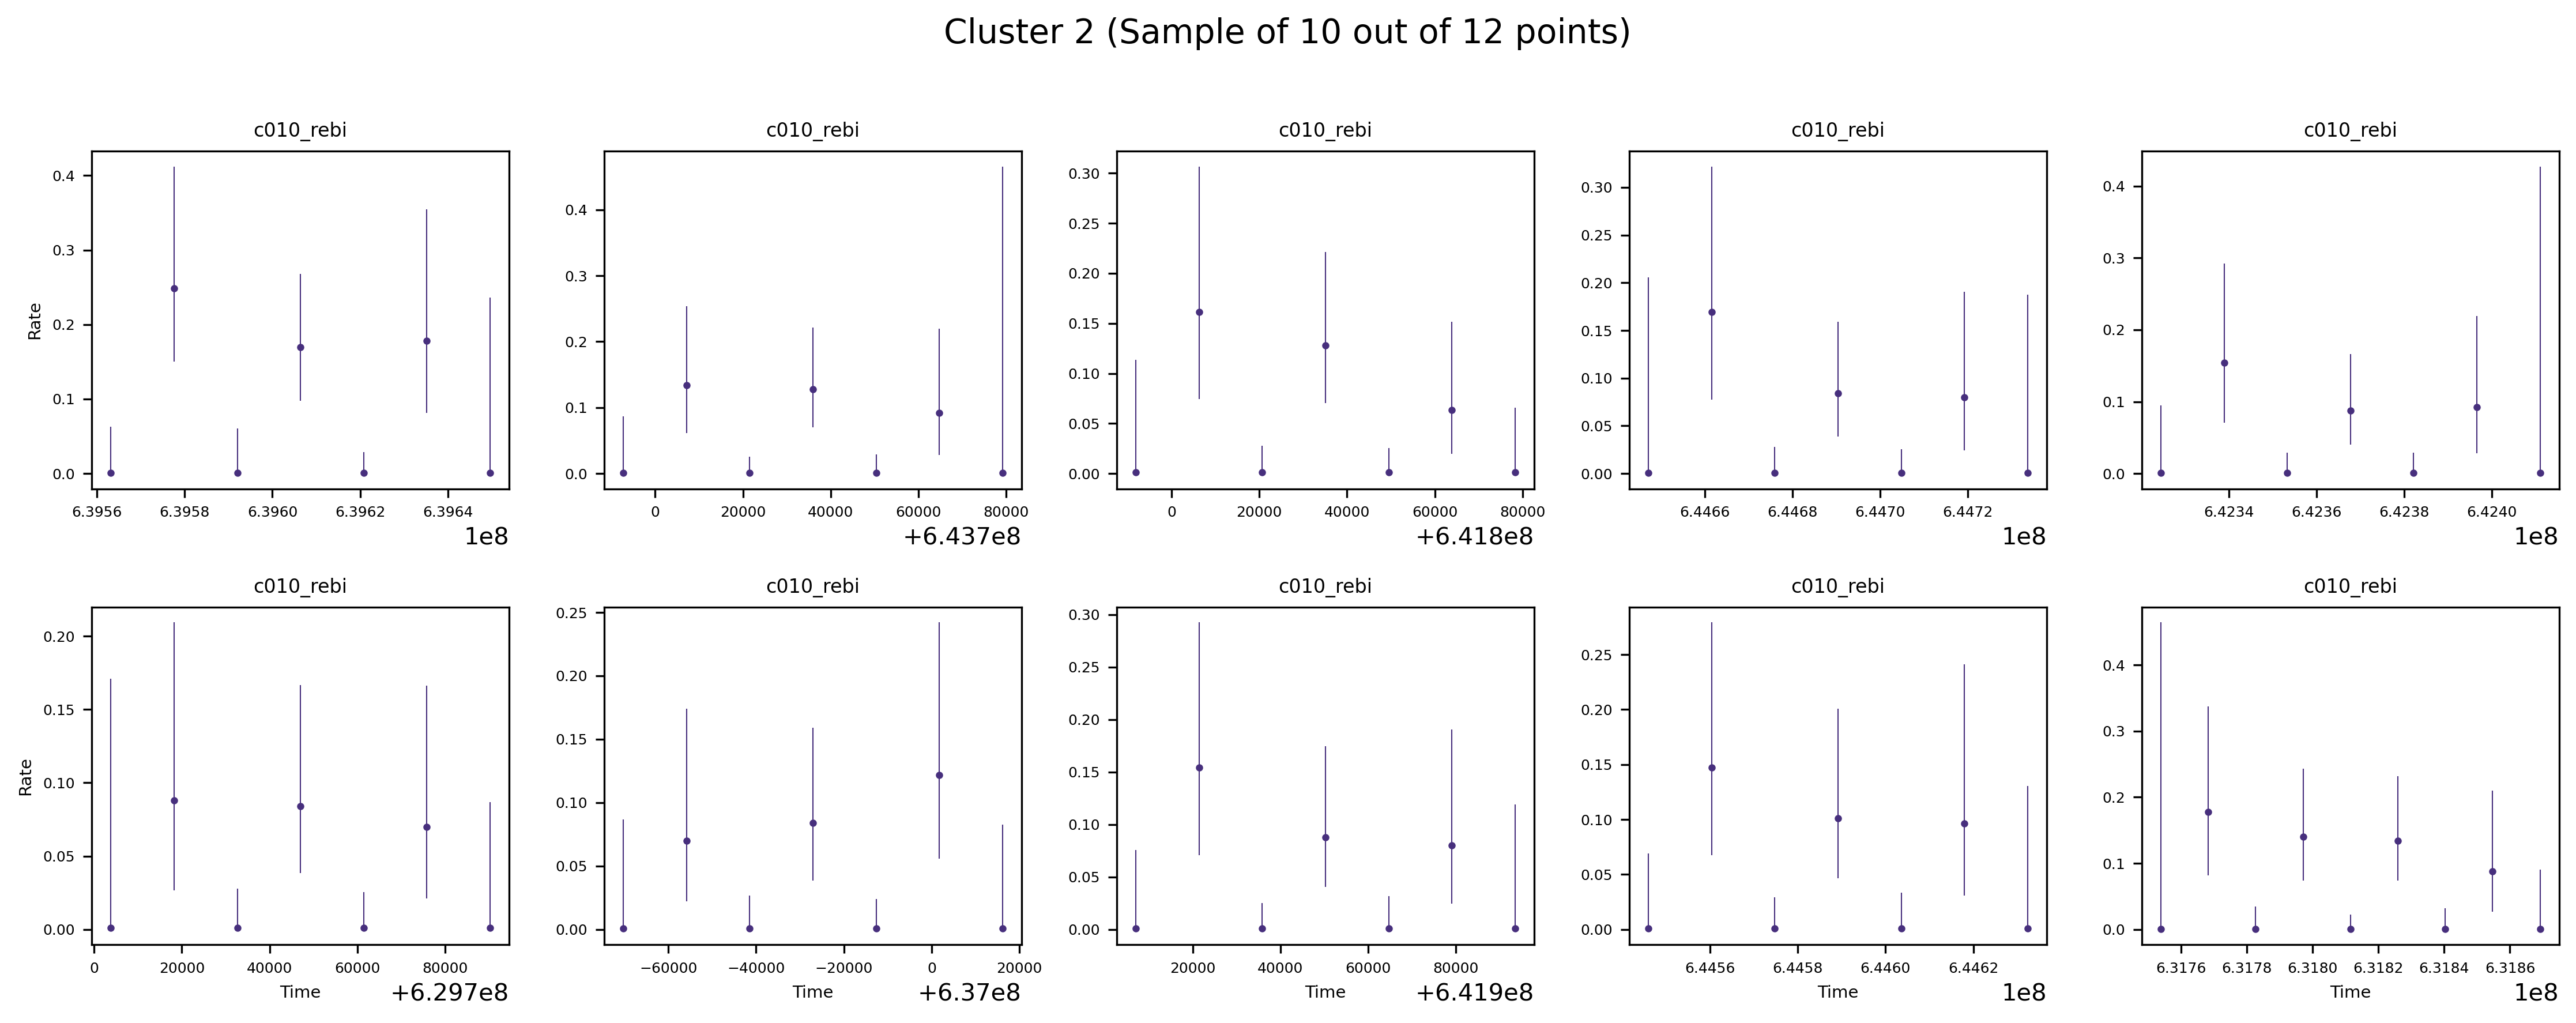 Cluster 2 (Sample of 10 out of 12 points)
c010_rebi c010_rebi c010_rebi c010_rebi c010_rebi
Rate
0.4
0.3
0.2
0.1
0.0
6.3956 6.3958 6.3960 6.3962 6.3964
1e8
0.4
0.3
0.2
0.1
0.0
0 20000 40000 60000 80000
+6.437e8
0.30
0.25
0.20
0.15
0.10
0.05
0.00
0 20000 40000 60000 80000
+6.418e8
0.30
0.25
0.20
0.15
0.10
0.05
0.00
6.4466 6.4468 6.4470 6.4472
1e8
0.4
0.3
0.2
0.1
0.0
6.4234 6.4236 6.4238 6.4240
1e8
c010_rebi c010_rebi c010_rebi c010_rebi c010_rebi
Rate
0.20
0.15
0.10
0.05
0.00
0 20000 40000 60000 80000
Time
+6.297e8
0.25
0.20
0.15
0.10
0.05
0.00
−60000 −40000 −20000 0 20000
Time
+6.37e8
0.30
0.25
0.20
0.15
0.10
0.05
0.00
20000 40000 60000 80000
Time
+6.419e8
0.25
0.20
0.15
0.10
0.05
0.00
6.4456 6.4458 6.4460 6.4462
Time
1e8
0.4
0.3
0.2
0.1
0.0
6.3176 6.3178 6.3180 6.3182 6.3184 6.3186
Time
1e8